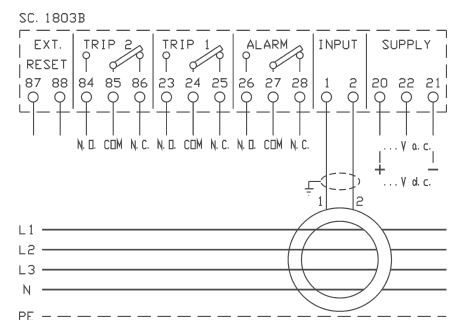 SC. 1803B
EXT. RESET TRIP 2 TRIP 1 ALARM INPUT SUPPLY
87 88 84 85 86 23 24 25 26 27 28 1 2 20 22 21
N.O. COM N.C. N.O. COM N.C. N.O. COM N.C.
...V a.c.
+ −
...V d.c.
1 2
L1
L2
L3
N
PE